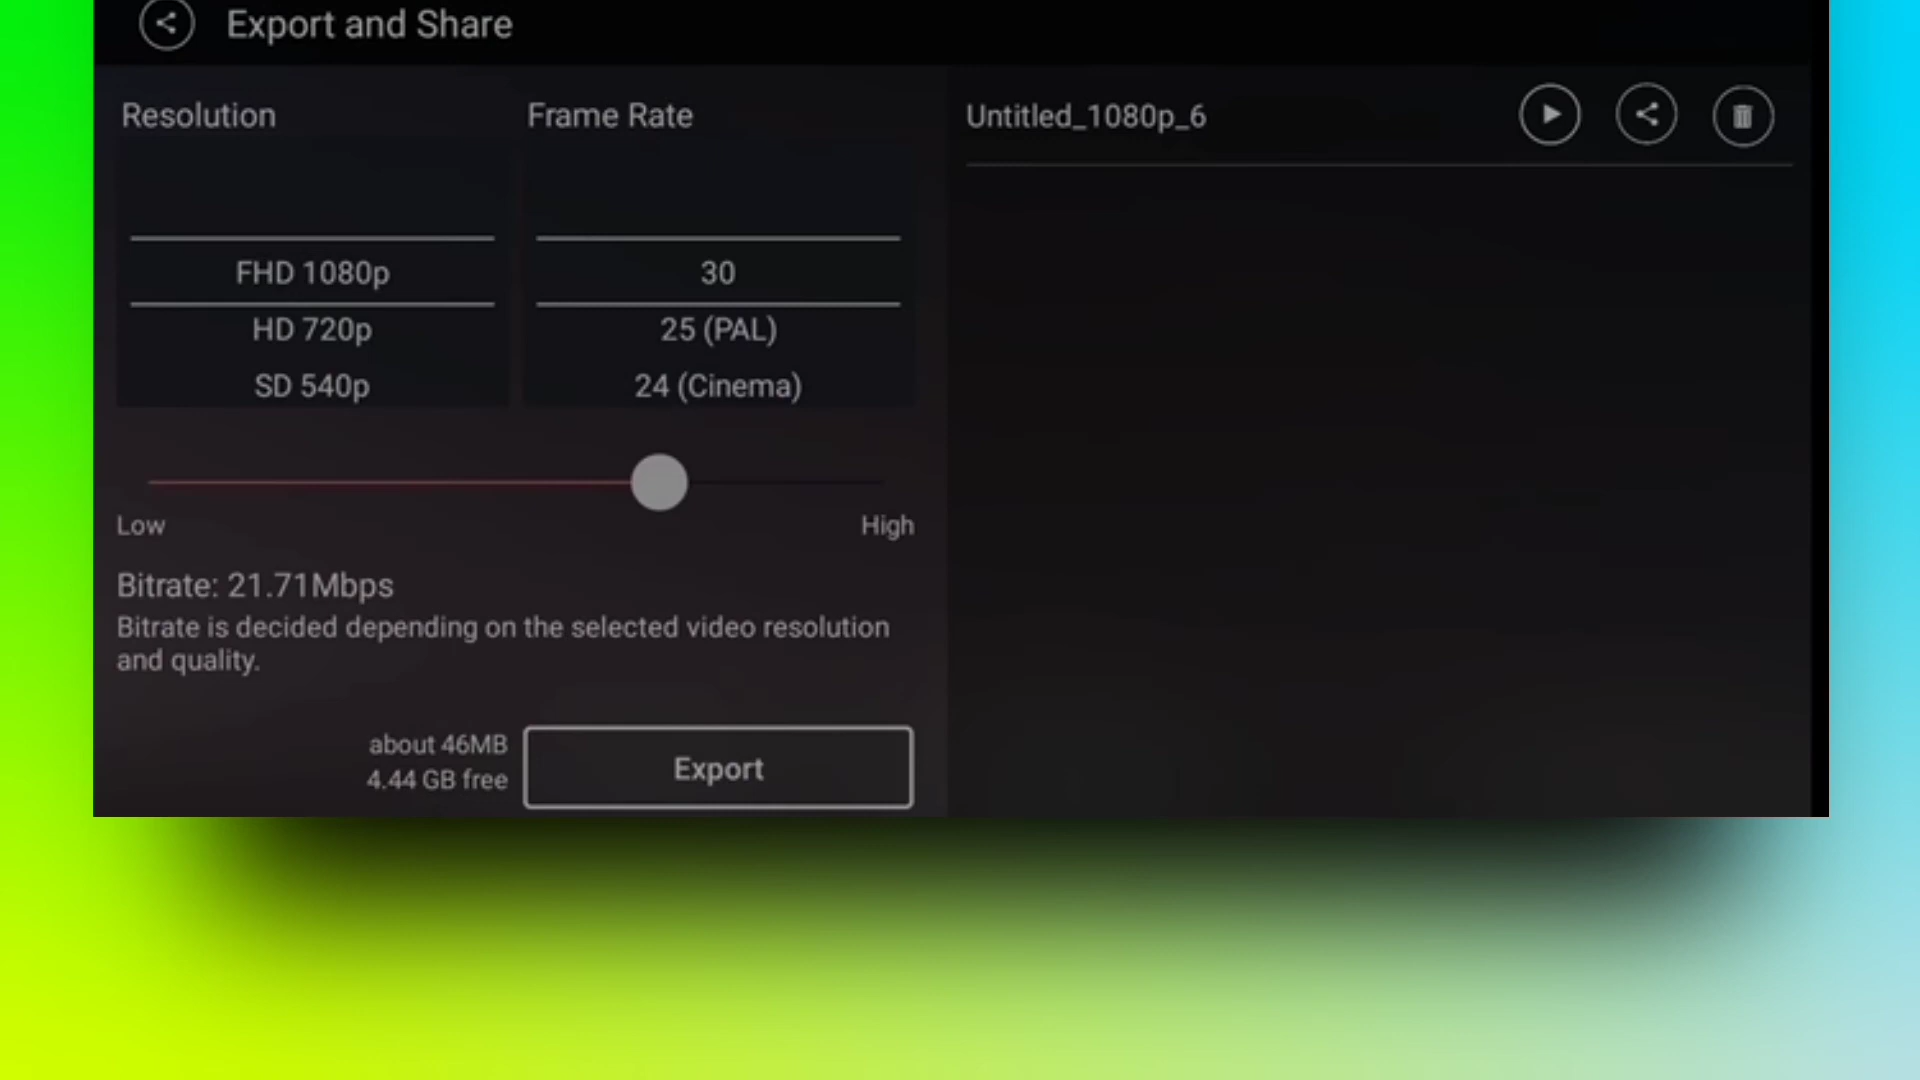 Export and Share
Resolution
Frame Rate
Untitled_1080p_6
FHD 1080p
30
HD 720p
25 (PAL)
SD 540p
24 (Cinema)
Low
High
Bitrate: 21.71Mbps
Bitrate is decided depending on the selected video resolution
and quality.
about 46MB
4.44 GB free
Export